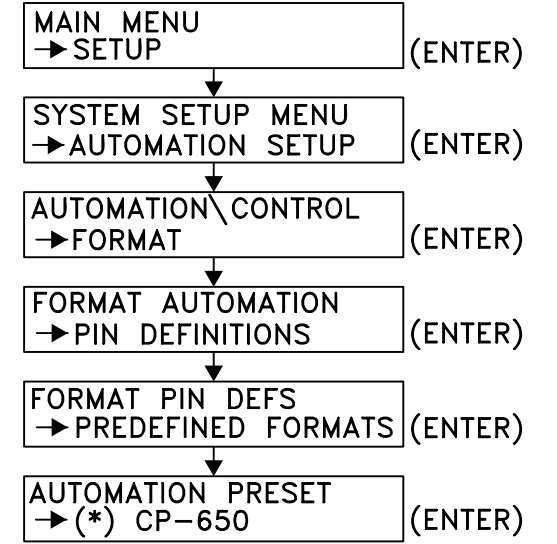 MAIN MENU
→ SETUP (ENTER)
SYSTEM SETUP MENU
→ AUTOMATION SETUP (ENTER)
AUTOMATION\CONTROL
→ FORMAT (ENTER)
FORMAT AUTOMATION
→ PIN DEFINITIONS (ENTER)
FORMAT PIN DEFS
→ PREDEFINED FORMATS (ENTER)
AUTOMATION PRESET
→ (*) CP-650 (ENTER)